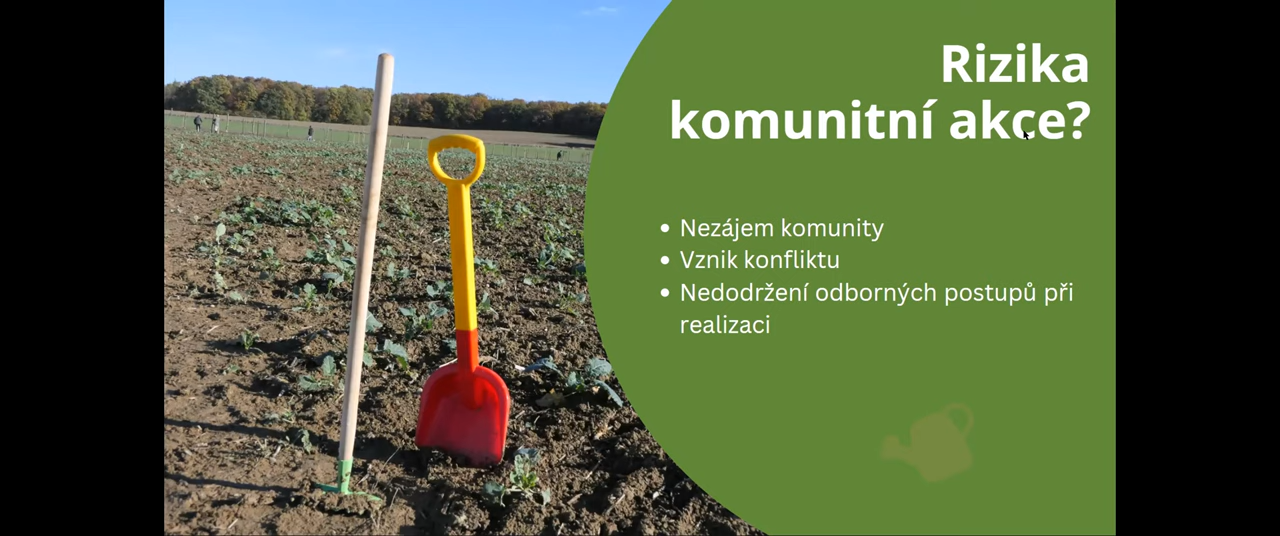 Rizika
komunitní akce?
Nezájem komunity
Vznik konfliktu
Nedodržení odborných postupů při
realizaci